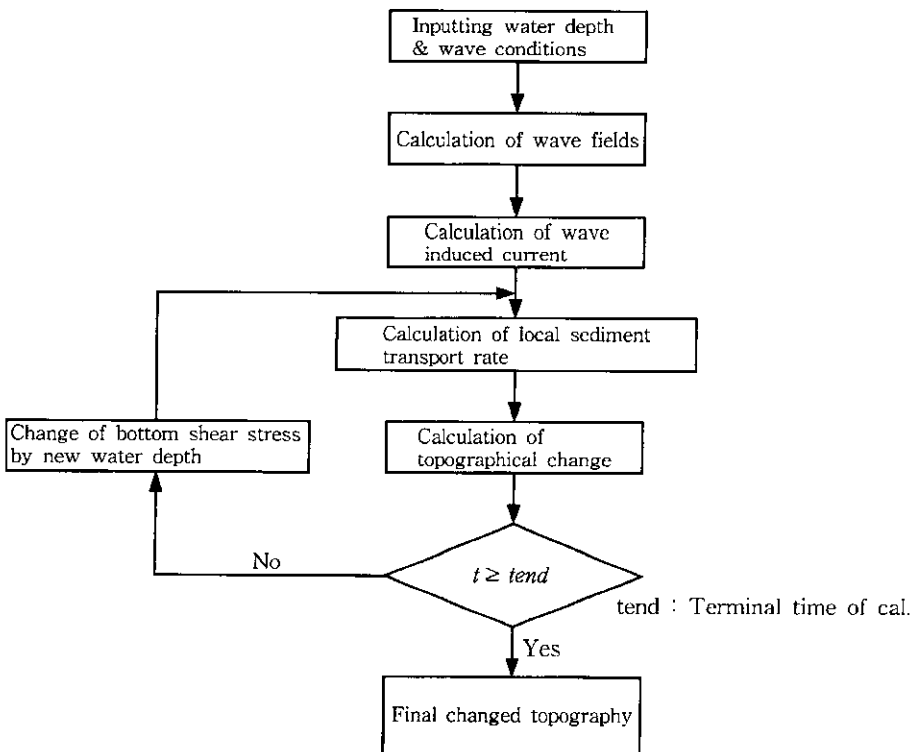 Inputting water depth
& wave conditions
Calculation of wave fields
Calculation of wave
induced current
Calculation of local sediment
transport rate
Change of bottom shear stress
by new water depth
Calculation of
topographical change
No
t ≥ tend
tend : Terminal time of cal.
Yes
Final changed topography